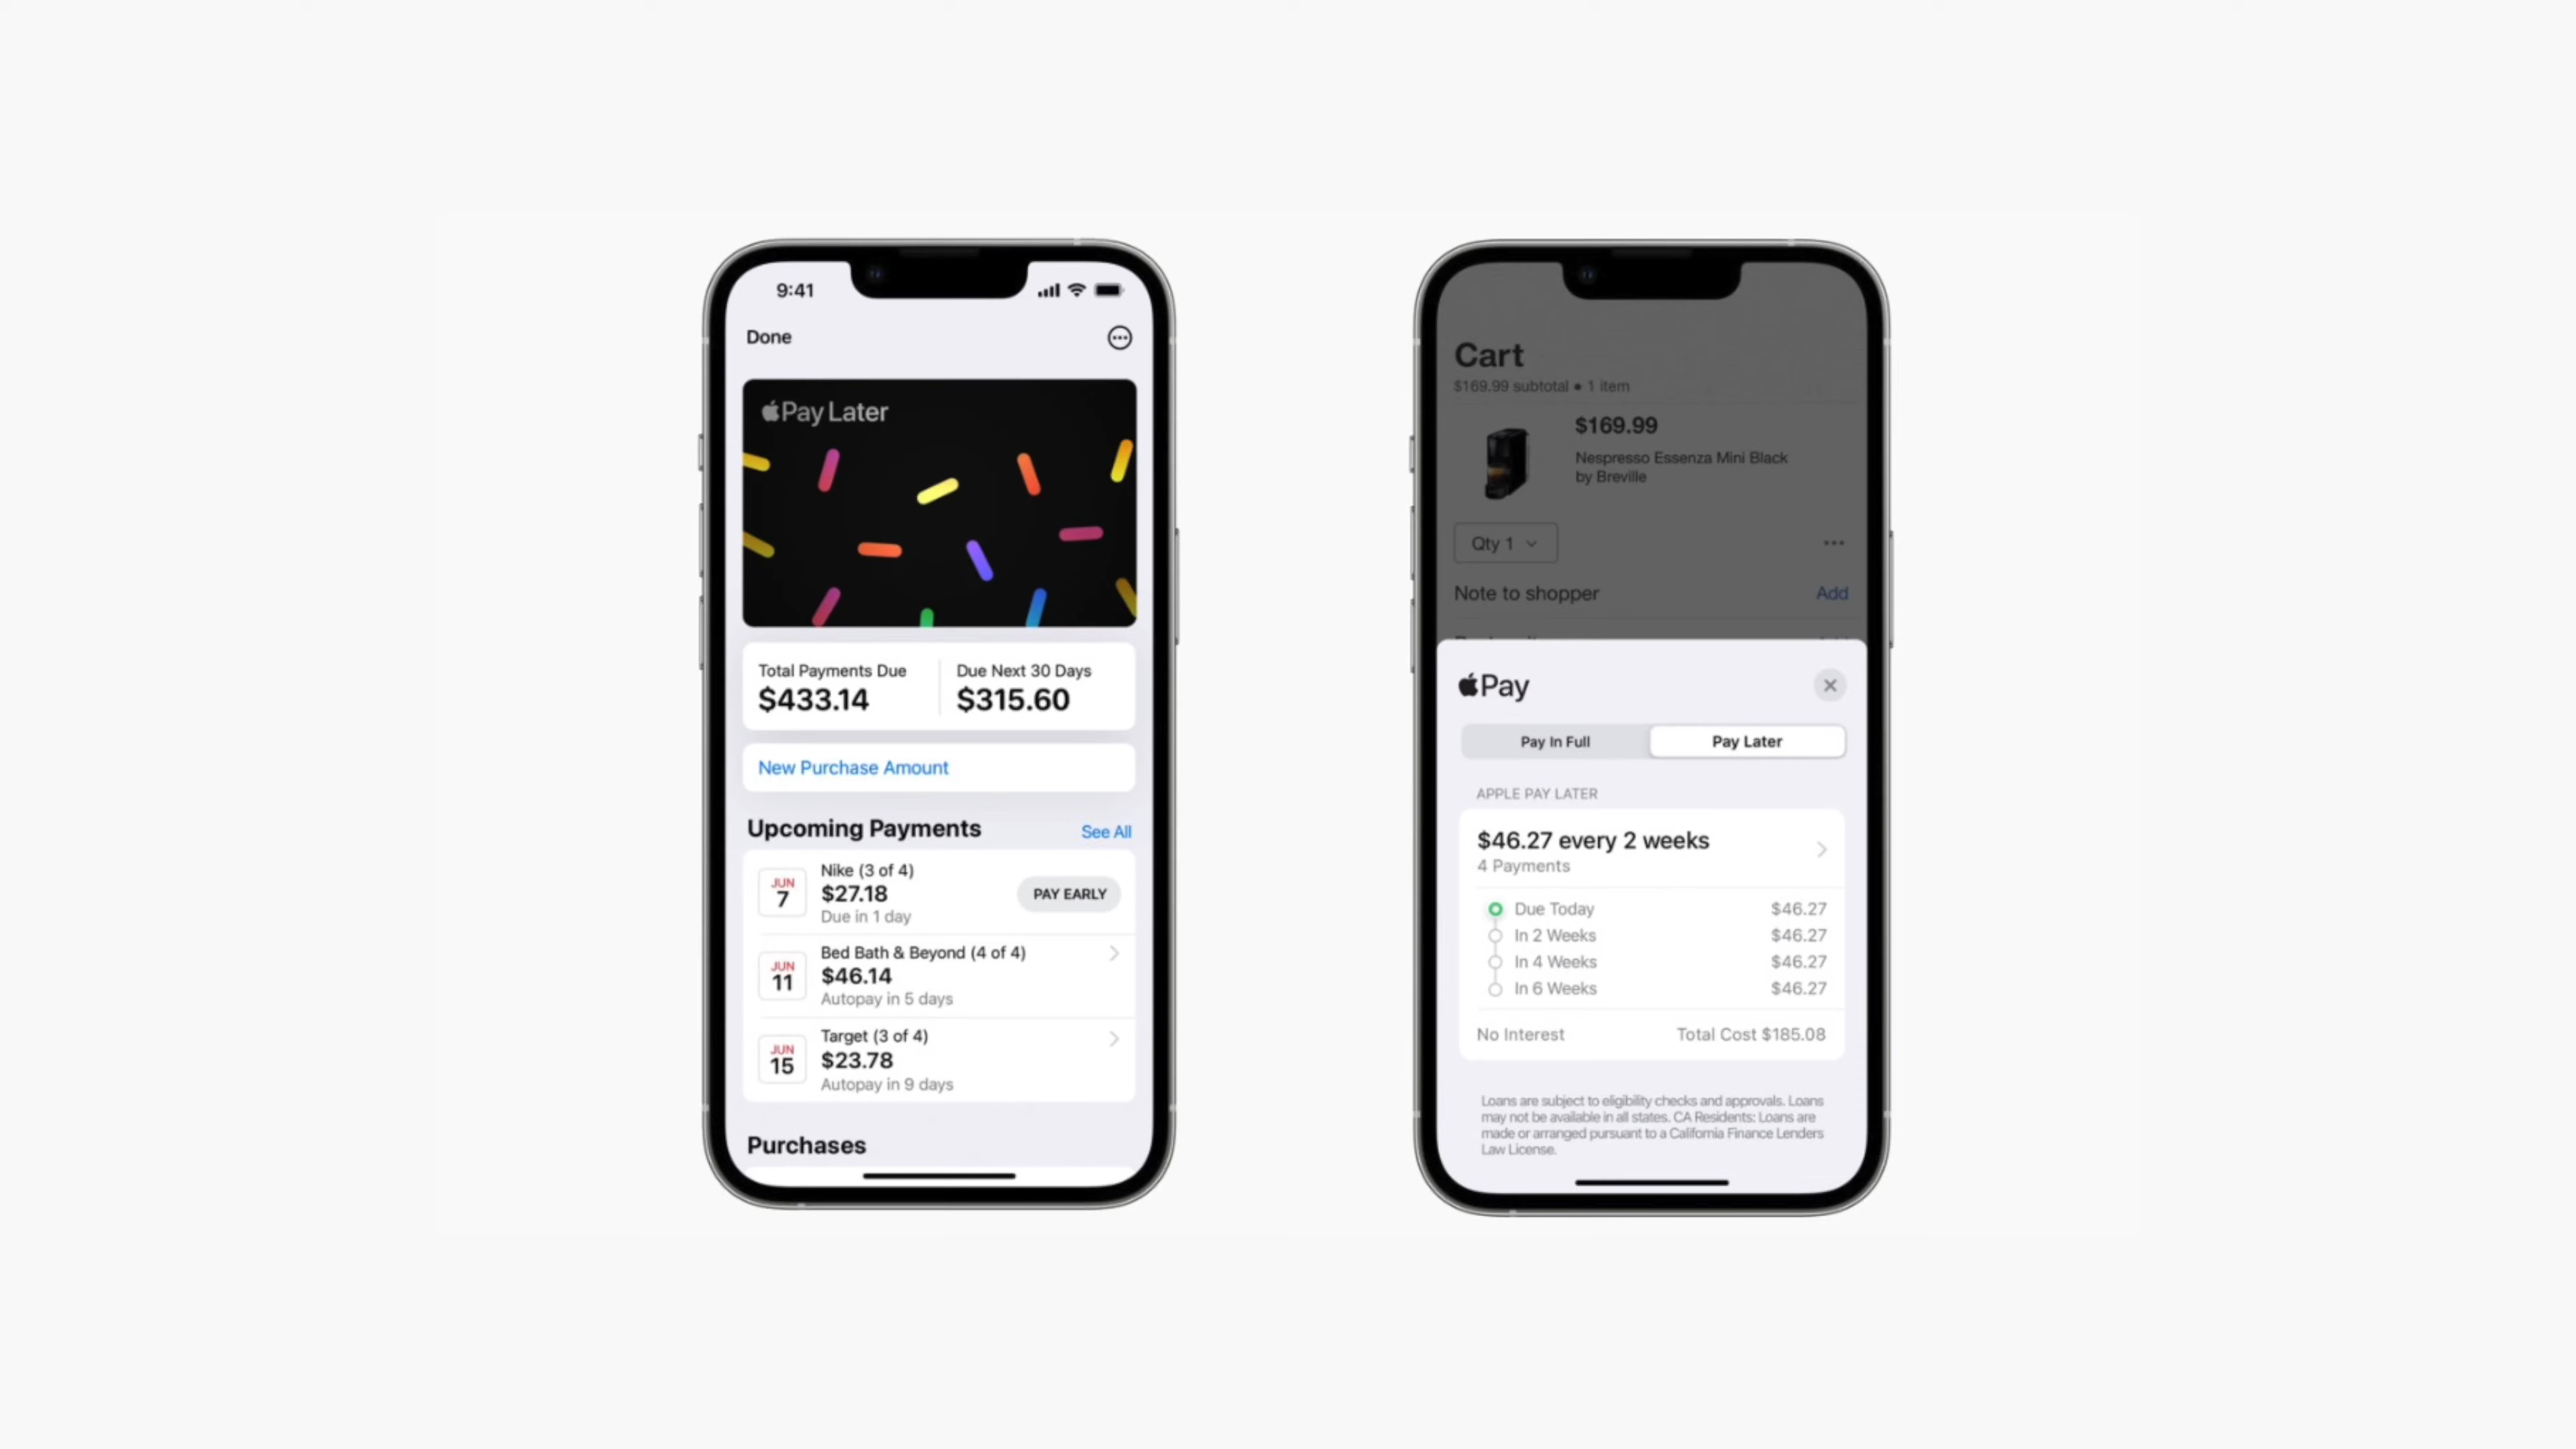 9:41
Done
Pay Later
Total Payments Due
$433.14
Due Next 30 Days
$315.60
New Purchase Amount
Upcoming Payments
See All
JUN
7
Nike (3 of 4)
$27.18
Due in 1 day
PAY EARLY
JUN
11
Bed Bath & Beyond (4 of 4)
$46.14
Autopay in 5 days
JUN
15
Target (3 of 4)
$23.78
Autopay in 9 days
Purchases
Cart
$169.99 subtotal • 1 item
$169.99
Nespresso Essenza Mini Black
by Breville
Qty 1
Note to shopper
Add
Pay
Pay In Full
Pay Later
APPLE PAY LATER
$46.27 every 2 weeks
4 Payments
Due Today $46.27
In 2 Weeks $46.27
In 4 Weeks $46.27
In 6 Weeks $46.27
No Interest
Total Cost $185.08
Loans are subject to eligibility checks and approvals. Loans
may not be available in all states. CA Residents: Loans are
made or arranged pursuant to a California Finance Lenders
Law License.